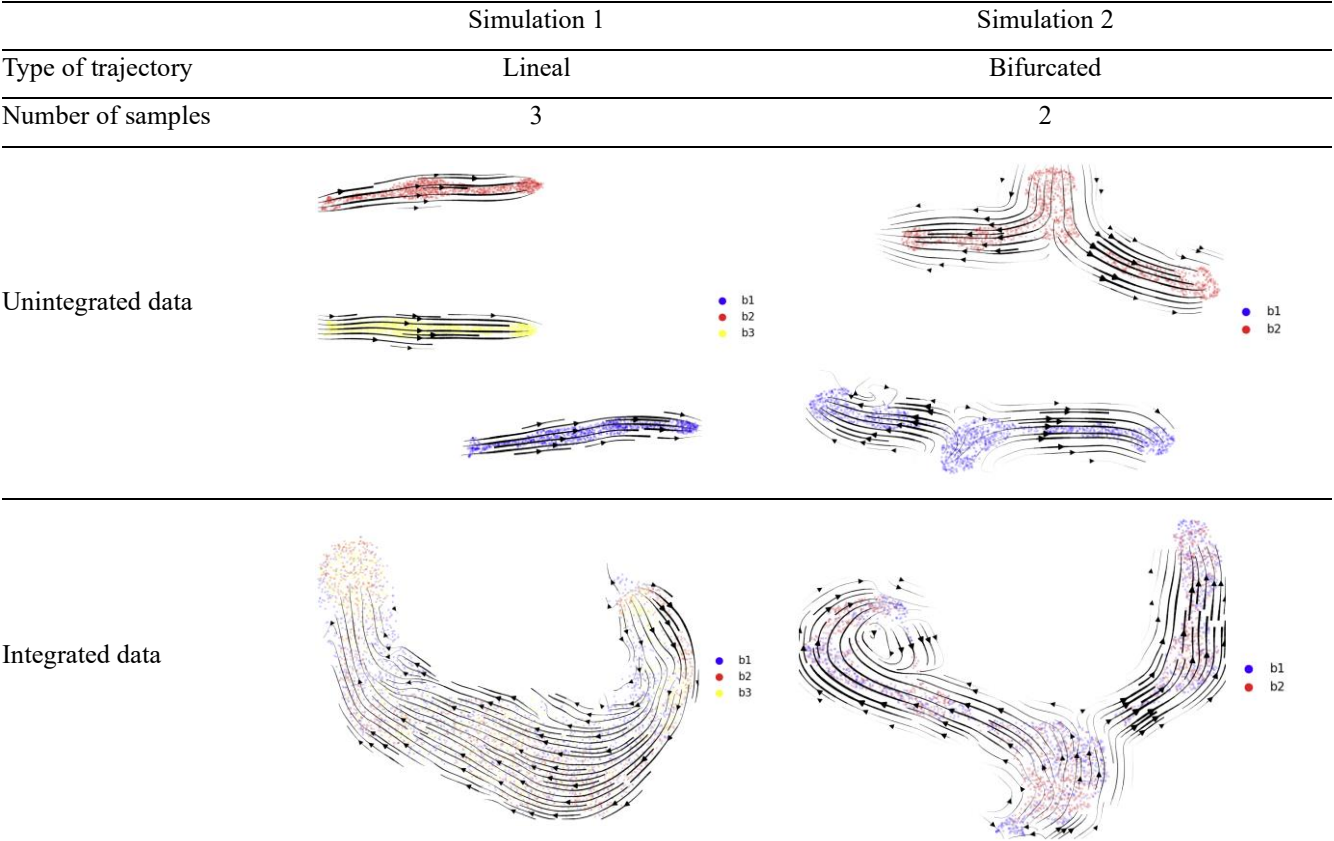 Simulation 1 Simulation 2
Type of trajectory Lineal Bifurcated
Number of samples 3 2
Unintegrated data
b1
b2
b3
b1
b2
Integrated data
b1
b2
b3
b1
b2